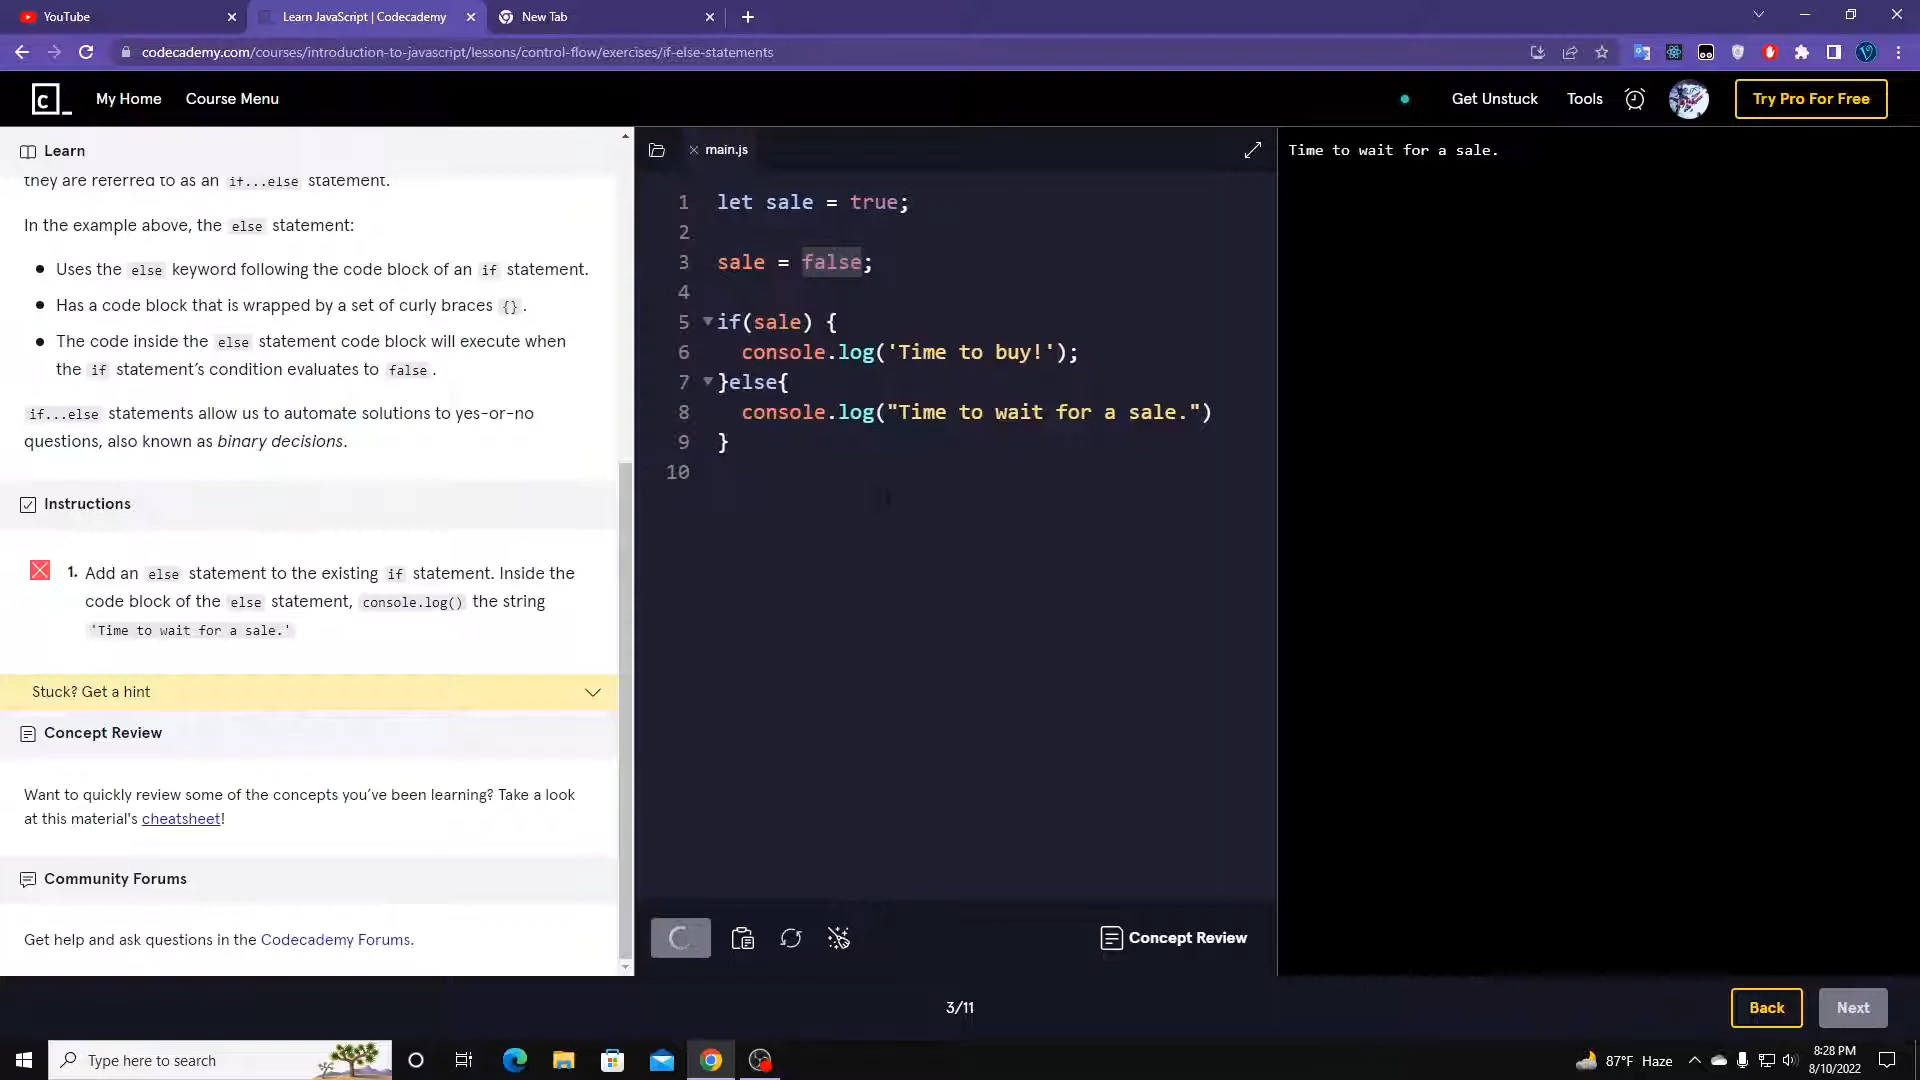 YouTube
Learn JavaScript | Codecademy
New Tab
codecademy.com/courses/introduction-to-javascript/lessons/control-flow/exercises/if-else-statements
c_ My Home Course Menu Get Unstuck Tools Try Pro For Free
Learn
they are referred to as an if...else statement.
In the example above, the else statement:
Uses the else keyword following the code block of an if statement.
Has a code block that is wrapped by a set of curly braces {}.
The code inside the else statement code block will execute when
the if statement’s condition evaluates to false.
if...else statements allow us to automate solutions to yes-or-no
questions, also known as binary decisions.
Instructions
1. Add an else statement to the existing if statement. Inside the
code block of the else statement, console.log() the string
'Time to wait for a sale.'
Stuck? Get a hint
Concept Review
Want to quickly review some of the concepts you’ve been learning? Take a look
at this material's cheatsheet!
Community Forums
Get help and ask questions in the Codecademy Forums.
main.js
1 let sale = true;
2
3 sale = false;
4
5 if(sale) {
6 console.log('Time to buy!');
7 }else{
8 console.log("Time to wait for a sale.")
9 }
10
Concept Review
Time to wait for a sale.
3/11
Back
Next
Type here to search
87°F Haze
8:28 PM
8/10/2022